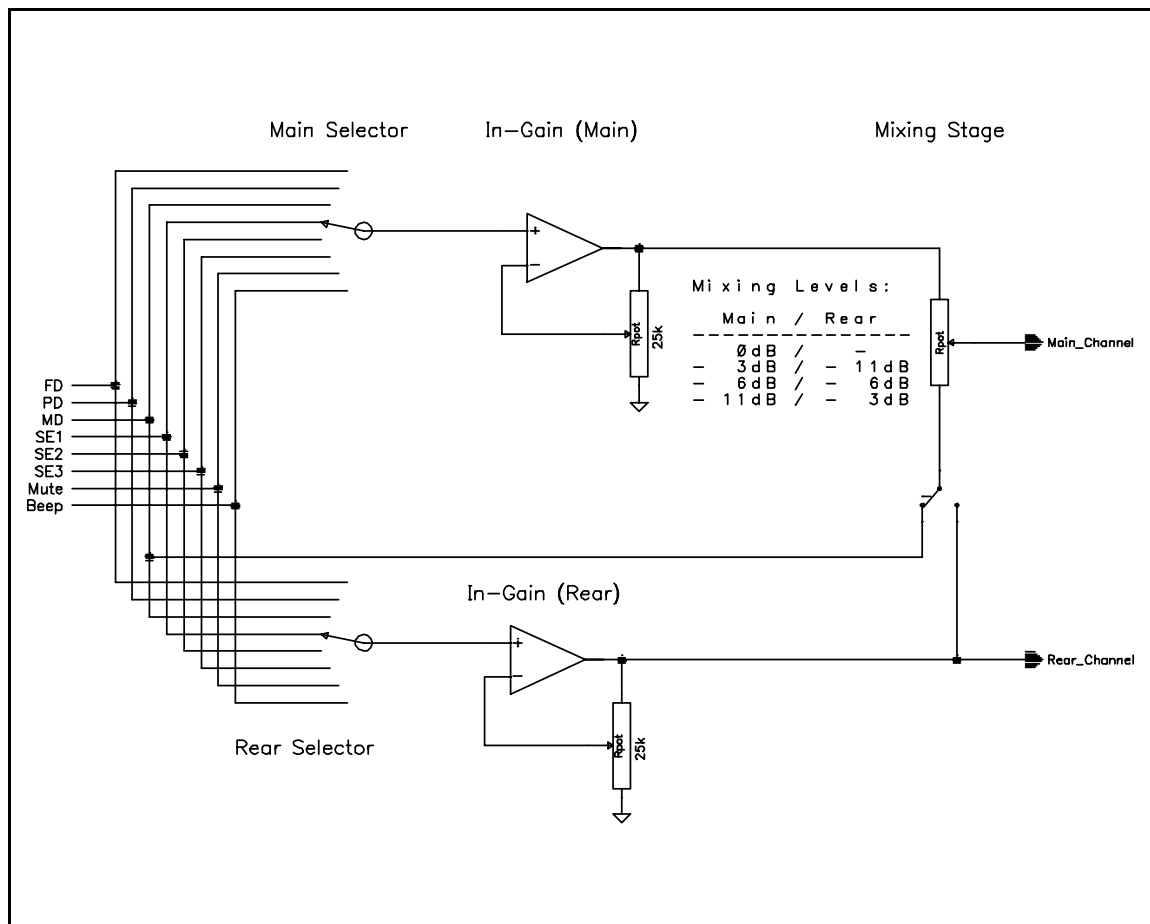 Main Selector
In-Gain (Main)
Mixing Stage
+
−
Rpot
25k
Mixing Levels:
Main / Rear
--------------------
0dB / -
- 3dB / - 11dB
- 6dB / - 6dB
- 11dB / - 3dB
Rpot
Main_Channel
FD
PD
MD
SE1
SE2
SE3
Mute
Beep
In-Gain (Rear)
+
−
Rear_Channel
Rpot
25k
Rear Selector